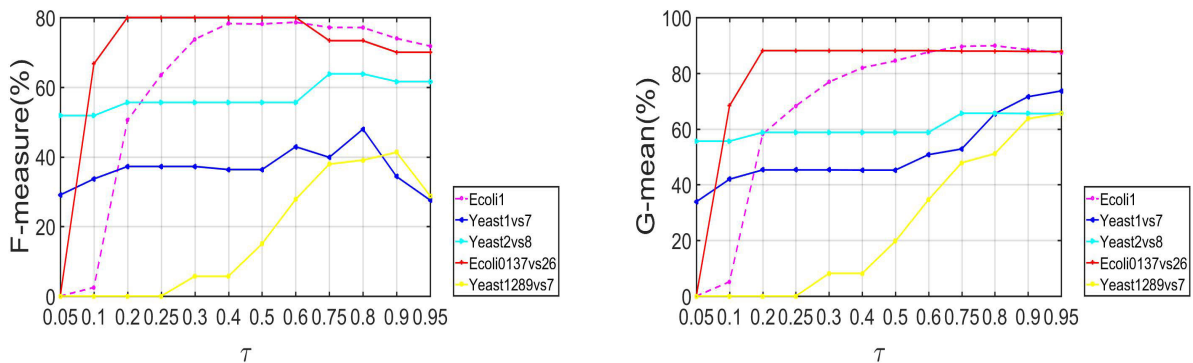 F-measure(%)
80
60
40
20
0
0.05 0.1 0.2 0.25 0.3 0.4 0.5 0.6 0.75 0.8 0.9 0.95
τ
Ecoli1
Yeast1vs7
Yeast2vs8
Ecoli0137vs26
Yeast1289vs7
G-mean(%)
100
80
60
40
20
0
0.05 0.1 0.2 0.25 0.3 0.4 0.5 0.6 0.75 0.8 0.9 0.95
τ
Ecoli1
Yeast1vs7
Yeast2vs8
Ecoli0137vs26
Yeast1289vs7